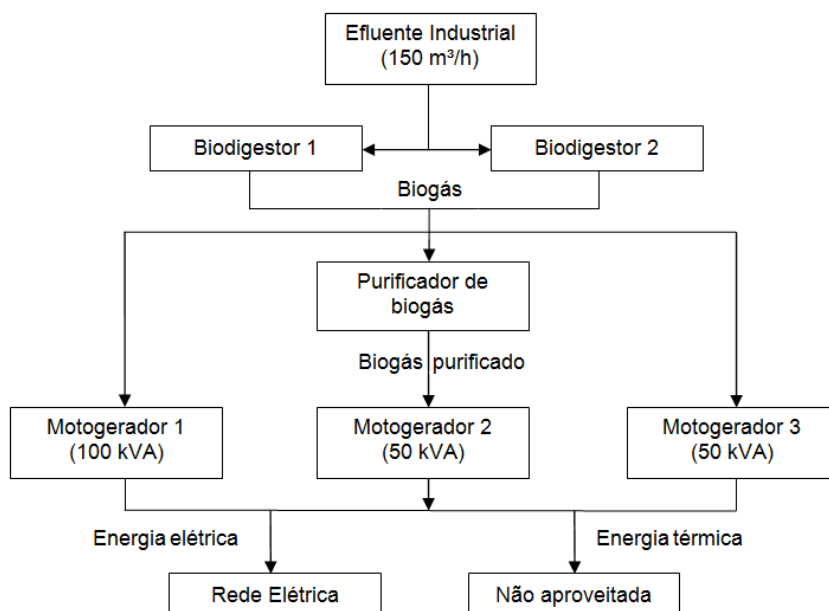 Efluente Industrial
(150 m³/h)
Biodigestor 1
Biodigestor 2
Biogás
Purificador de
biogás
Biogás purificado
Motogerador 1
(100 kVA)
Motogerador 2
(50 kVA)
Motogerador 3
(50 kVA)
Energia elétrica
Energia térmica
Rede Elétrica
Não aproveitada